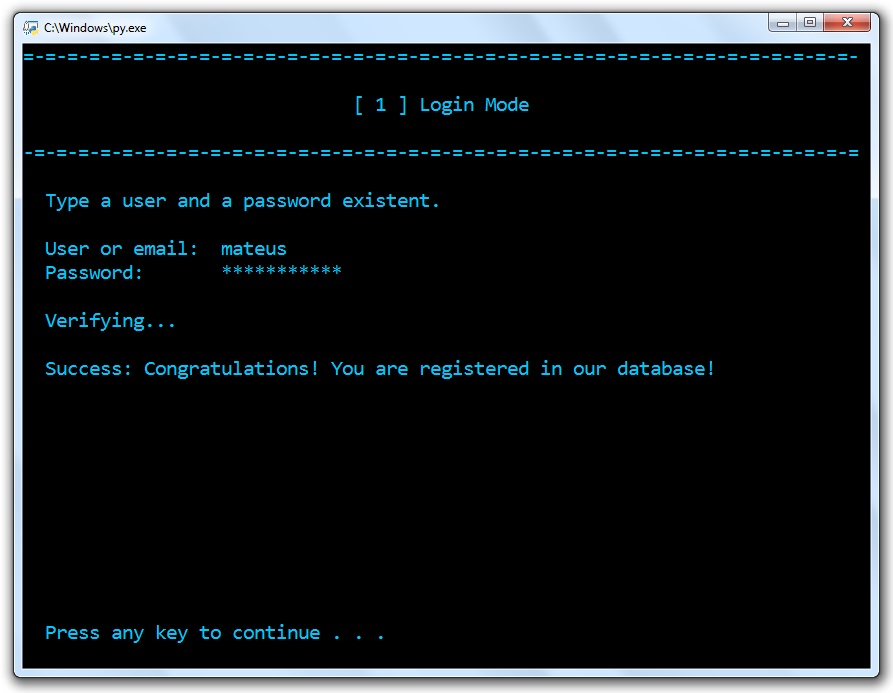 C:\Windows\py.exe
=-=-=-=-=-=-=-=-=-=-=-=-=-=-=-=-=-=-=-=-=-=-=-=-=-=-=-=-=-=-=-=-=-=-=-=-=-=-
[ 1 ] Login Mode
-=-=-=-=-=-=-=-=-=-=-=-=-=-=-=-=-=-=-=-=-=-=-=-=-=-=-=-=-=-=-=-=-=-=-=-=-=-=
Type a user and a password existent.
User or email: mateus
Password: ***********
Verifying...
Success: Congratulations! You are registered in our database!
Press any key to continue . . .